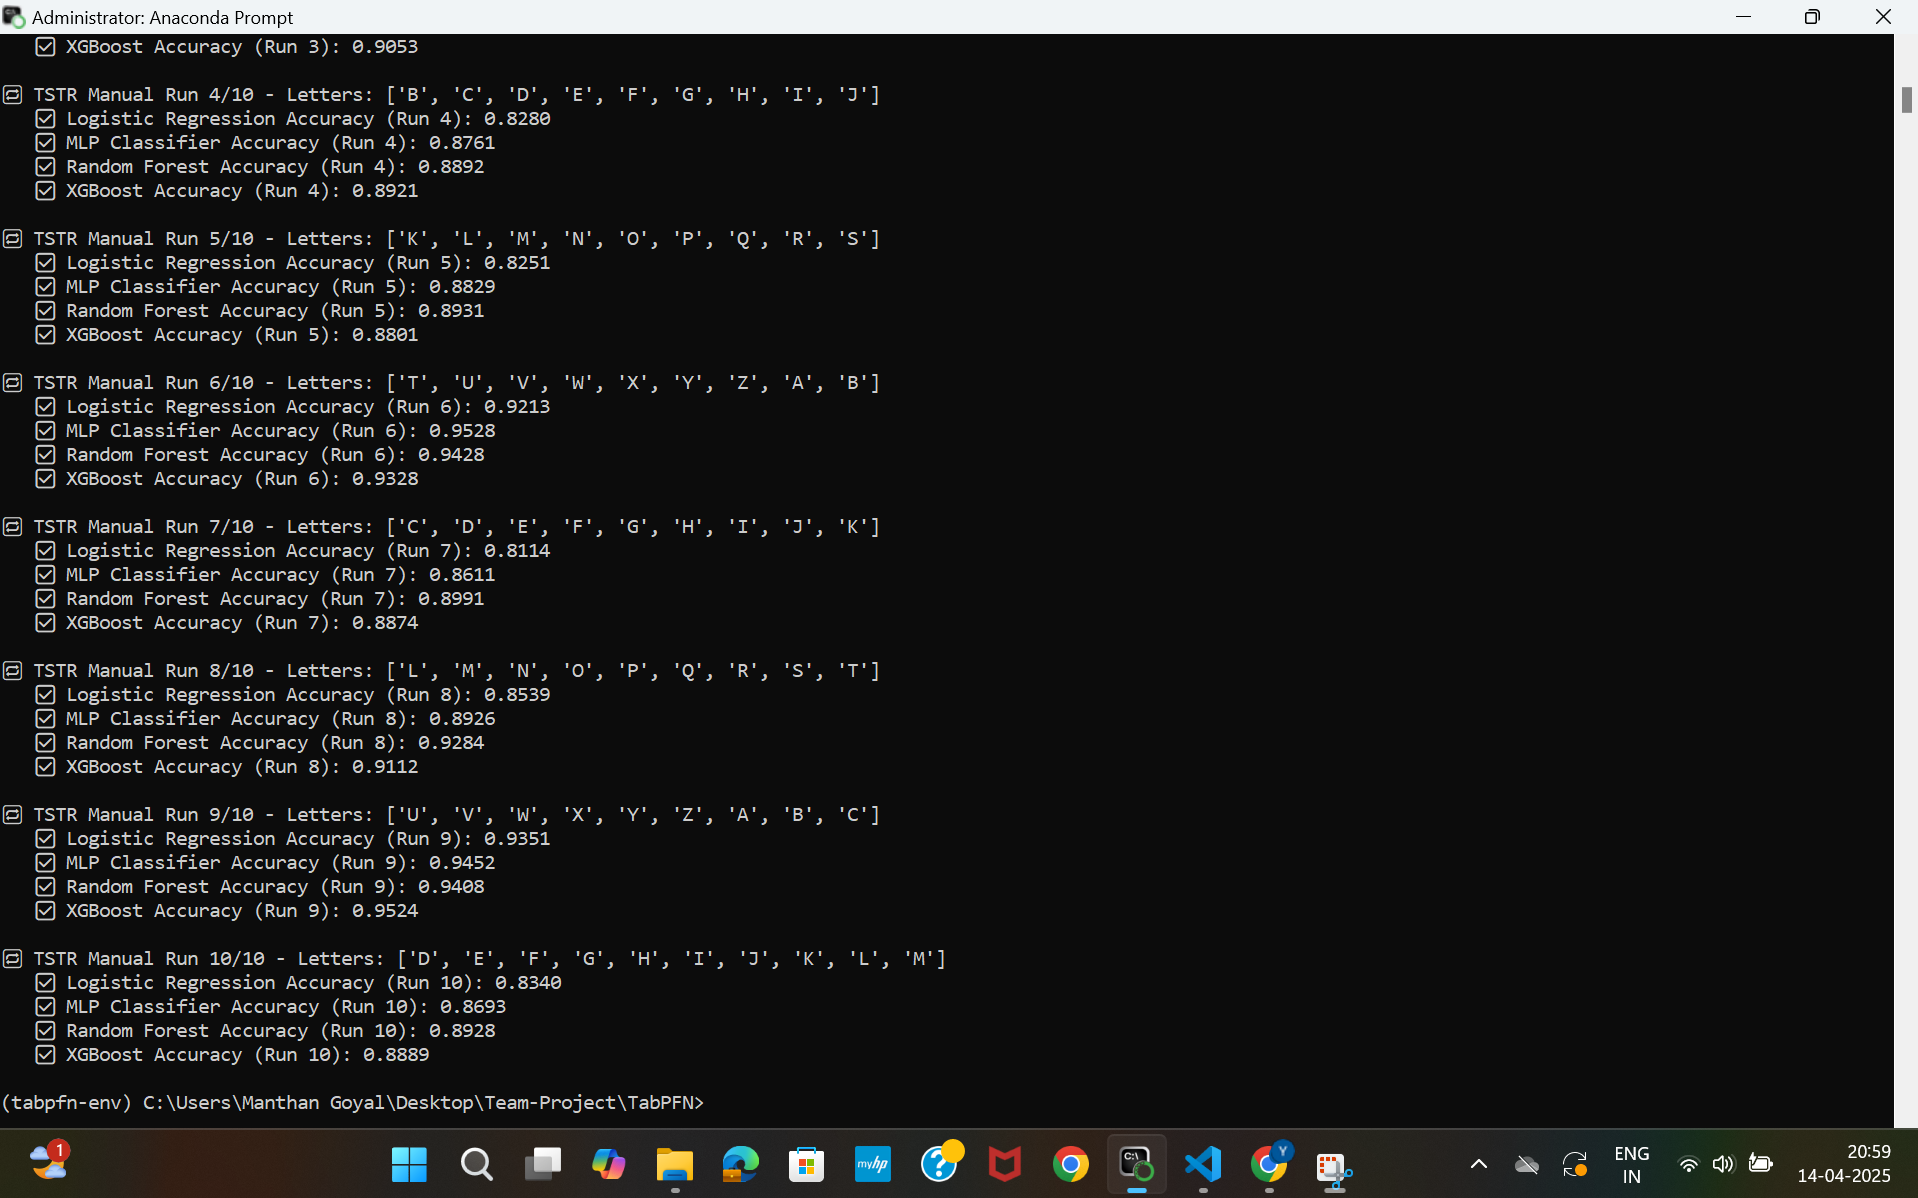 Administrator: Anaconda Prompt
XGBoost Accuracy (Run 3): 0.9053
TSTR Manual Run 4/10 - Letters: ['B', 'C', 'D', 'E', 'F', 'G', 'H', 'I', 'J']
Logistic Regression Accuracy (Run 4): 0.8280
MLP Classifier Accuracy (Run 4): 0.8761
Random Forest Accuracy (Run 4): 0.8892
XGBoost Accuracy (Run 4): 0.8921
TSTR Manual Run 5/10 - Letters: ['K', 'L', 'M', 'N', 'O', 'P', 'Q', 'R', 'S']
Logistic Regression Accuracy (Run 5): 0.8251
MLP Classifier Accuracy (Run 5): 0.8829
Random Forest Accuracy (Run 5): 0.8931
XGBoost Accuracy (Run 5): 0.8801
TSTR Manual Run 6/10 - Letters: ['T', 'U', 'V', 'W', 'X', 'Y', 'Z', 'A', 'B']
Logistic Regression Accuracy (Run 6): 0.9213
MLP Classifier Accuracy (Run 6): 0.9528
Random Forest Accuracy (Run 6): 0.9428
XGBoost Accuracy (Run 6): 0.9328
TSTR Manual Run 7/10 - Letters: ['C', 'D', 'E', 'F', 'G', 'H', 'I', 'J', 'K']
Logistic Regression Accuracy (Run 7): 0.8114
MLP Classifier Accuracy (Run 7): 0.8611
Random Forest Accuracy (Run 7): 0.8991
XGBoost Accuracy (Run 7): 0.8874
TSTR Manual Run 8/10 - Letters: ['L', 'M', 'N', 'O', 'P', 'Q', 'R', 'S', 'T']
Logistic Regression Accuracy (Run 8): 0.8539
MLP Classifier Accuracy (Run 8): 0.8926
Random Forest Accuracy (Run 8): 0.9284
XGBoost Accuracy (Run 8): 0.9112
TSTR Manual Run 9/10 - Letters: ['U', 'V', 'W', 'X', 'Y', 'Z', 'A', 'B', 'C']
Logistic Regression Accuracy (Run 9): 0.9351
MLP Classifier Accuracy (Run 9): 0.9452
Random Forest Accuracy (Run 9): 0.9408
XGBoost Accuracy (Run 9): 0.9524
TSTR Manual Run 10/10 - Letters: ['D', 'E', 'F', 'G', 'H', 'I', 'J', 'K', 'L', 'M']
Logistic Regression Accuracy (Run 10): 0.8340
MLP Classifier Accuracy (Run 10): 0.8693
Random Forest Accuracy (Run 10): 0.8928
XGBoost Accuracy (Run 10): 0.8889
(tabpfn-env) C:\Users\Manthan Goyal\Desktop\Team-Project\TabPFN>
1
myhp
?
C:\
Y
ENG
IN
20:59
14-04-2025